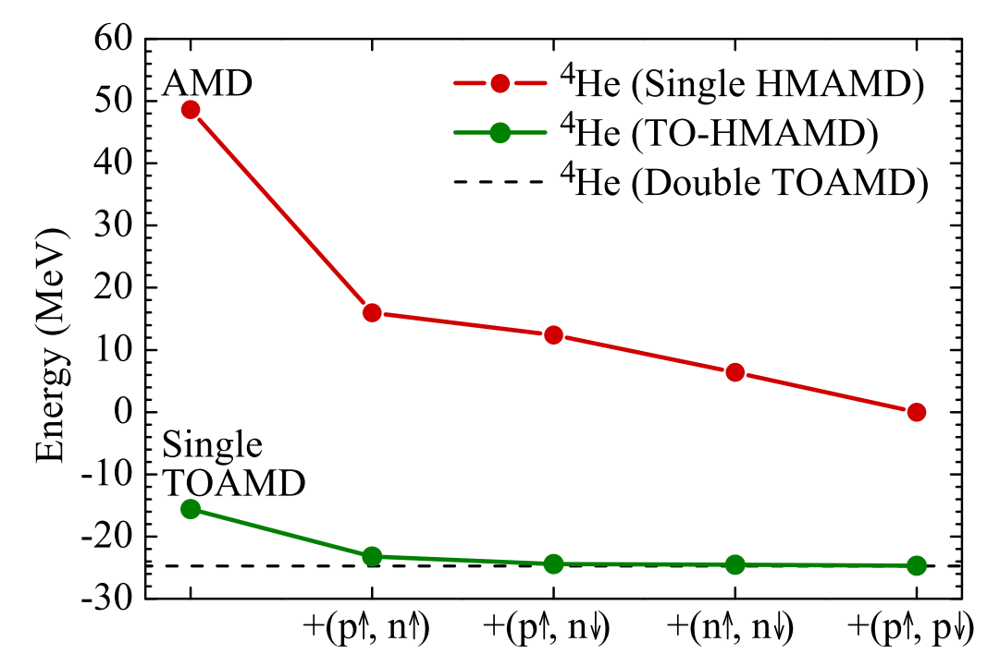 60
50
40
30
20
10
0
-10
-20
-30
Energy (MeV)
AMD
Single
TOAMD
⁴He (Single HMAMD)
⁴He (TO-HMAMD)
⁴He (Double TOAMD)
+(p↑, n↑)
+(p↑, n↓)
+(n↑, n↓)
+(p↑, p↓)